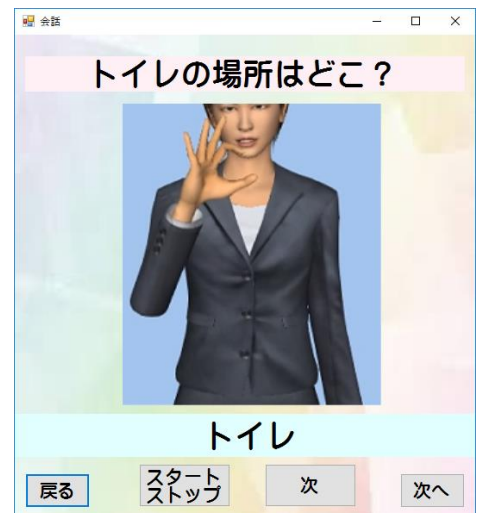 会話
トイレの場所はどこ？
トイレ
戻る
スタート
ストップ
次
次へ